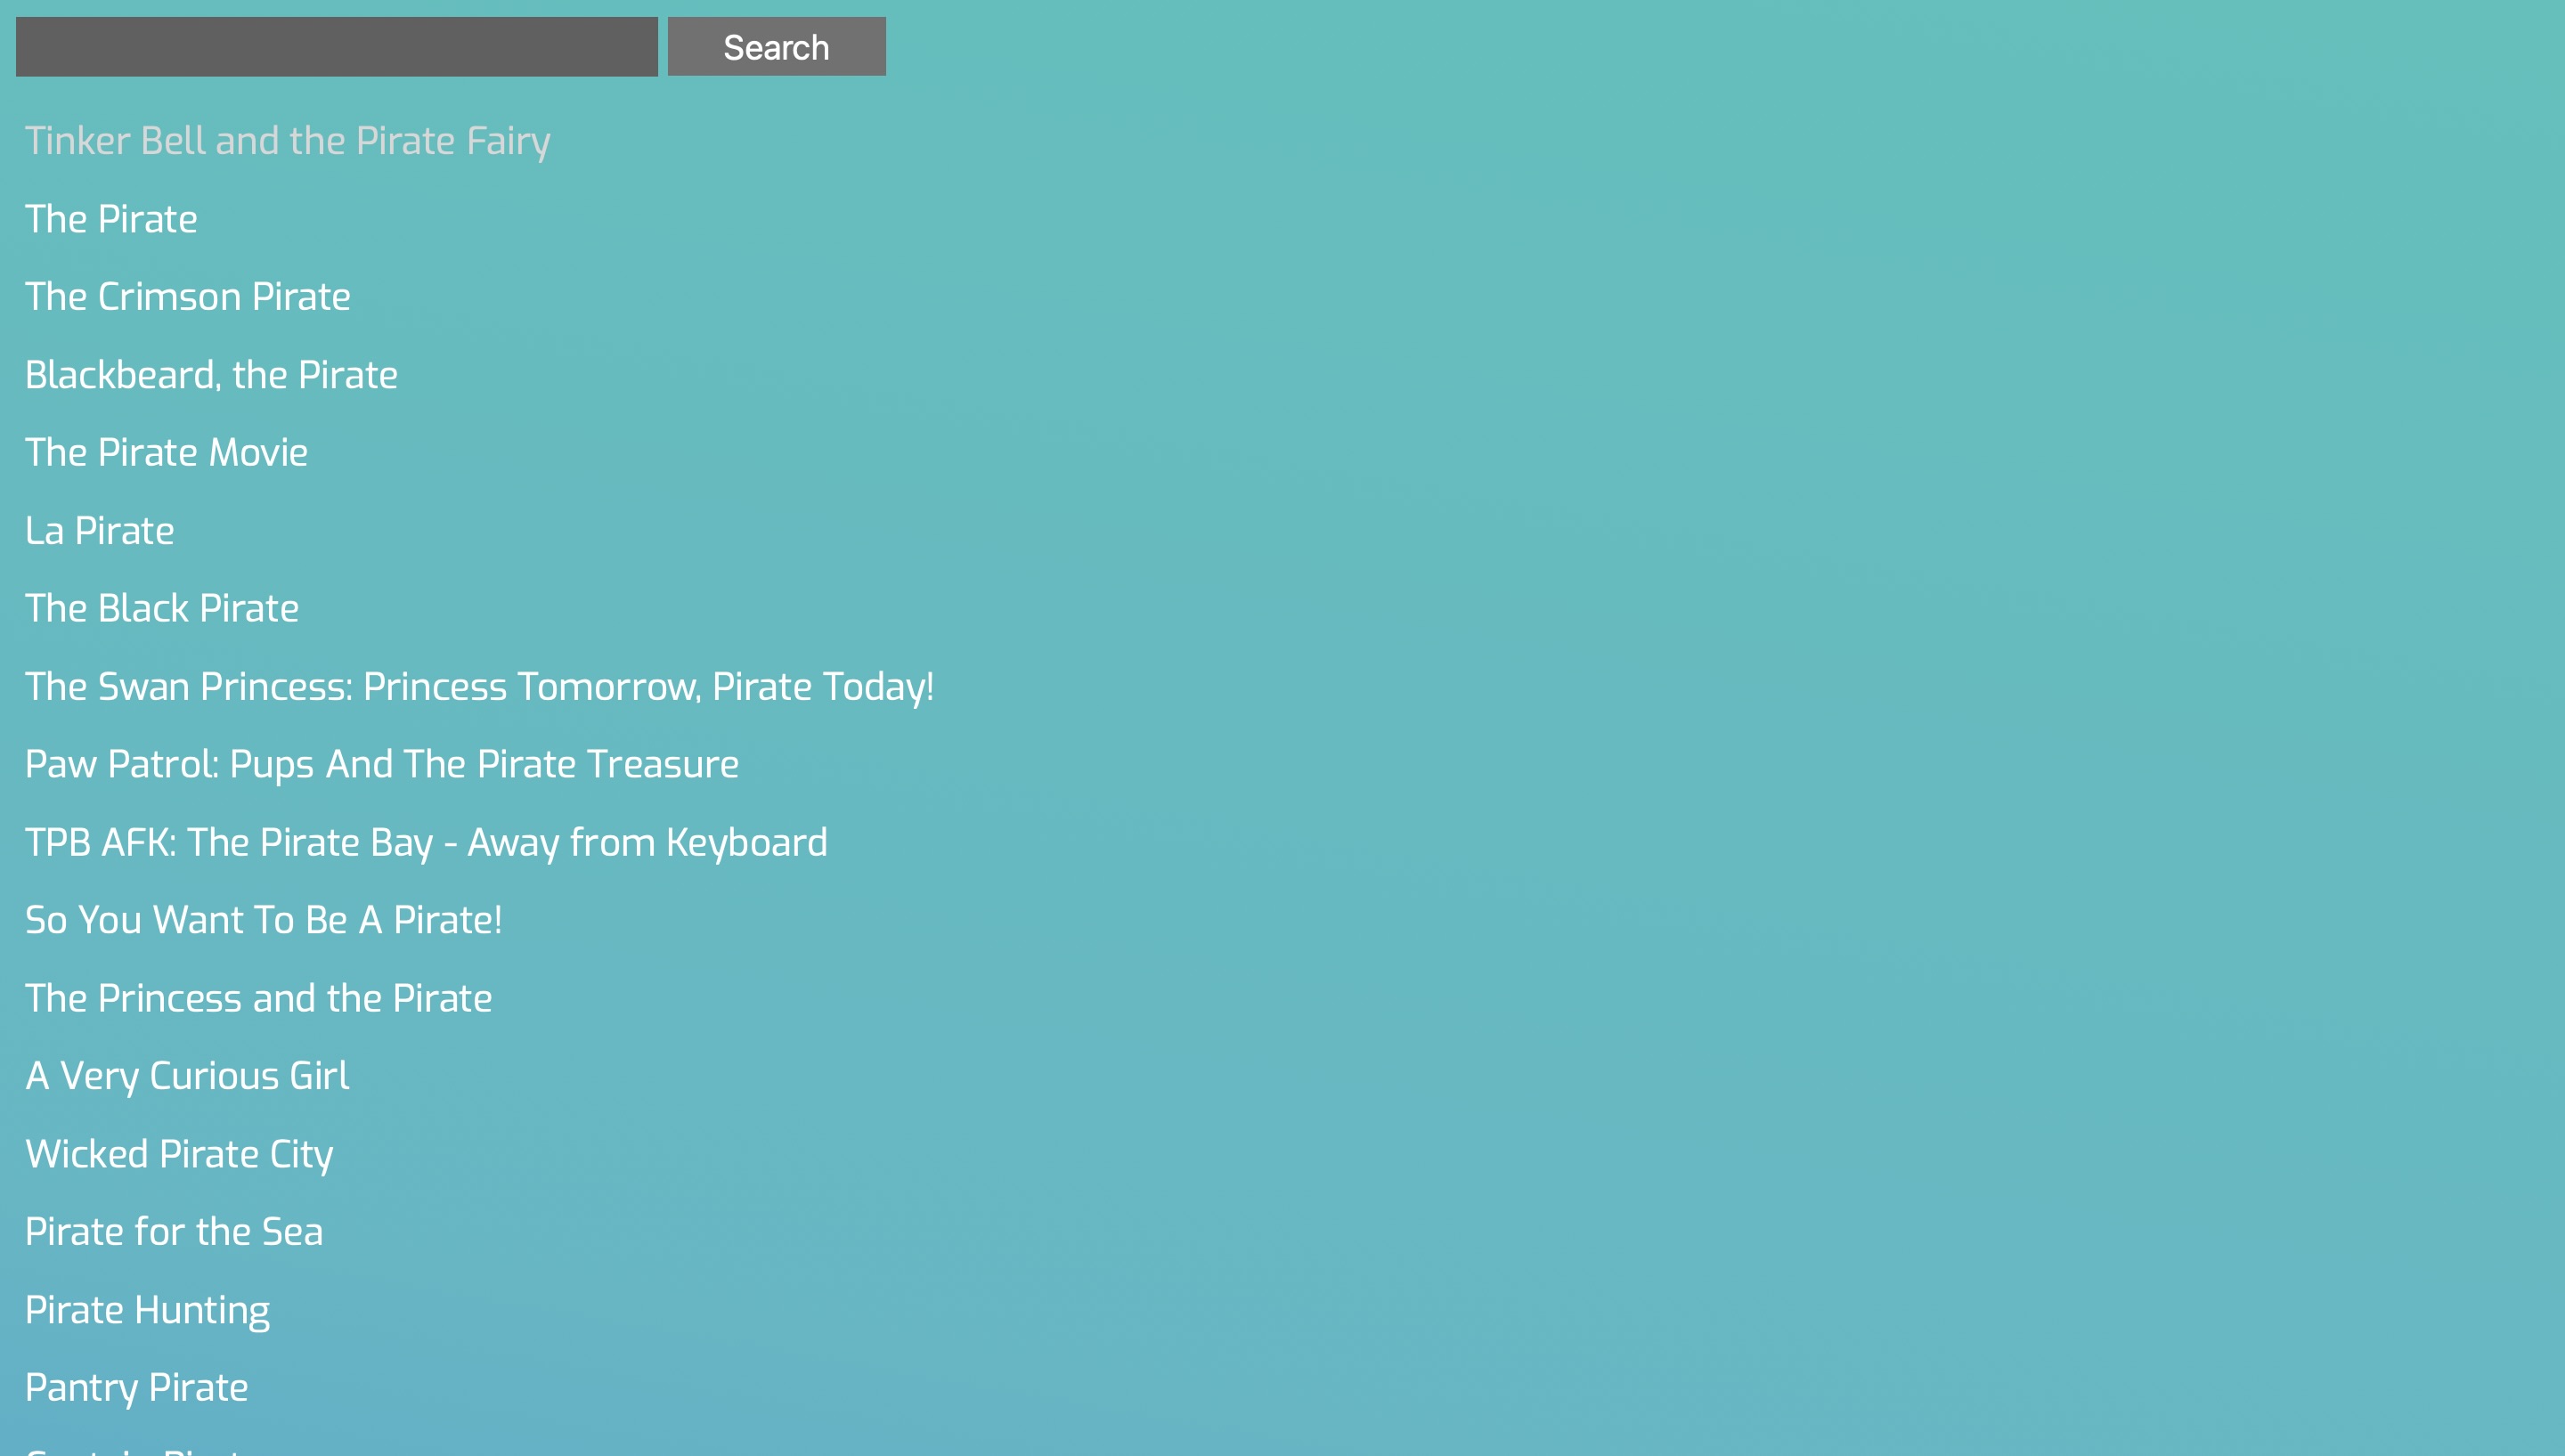 Search
Tinker Bell and the Pirate Fairy
The Pirate
The Crimson Pirate
Blackbeard, the Pirate
The Pirate Movie
La Pirate
The Black Pirate
The Swan Princess: Princess Tomorrow, Pirate Today!
Paw Patrol: Pups And The Pirate Treasure
TPB AFK: The Pirate Bay - Away from Keyboard
So You Want To Be A Pirate!
The Princess and the Pirate
A Very Curious Girl
Wicked Pirate City
Pirate for the Sea
Pirate Hunting
Pantry Pirate